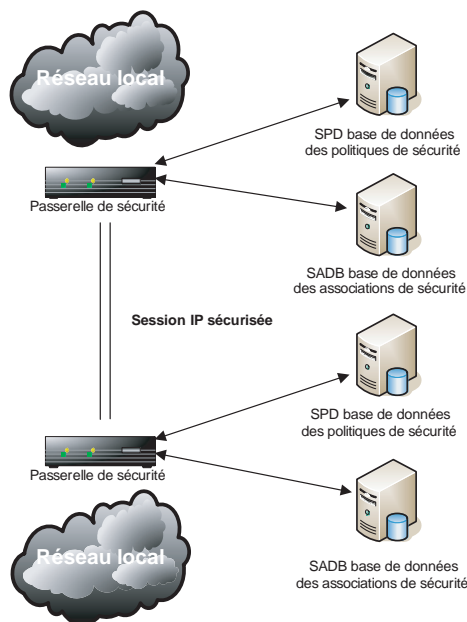 Réseau local
SPD base de données
des politiques de sécurité
Passerelle de sécurité
SADB base de données
des associations de sécurité
Session IP sécurisée
SPD base de données
des politiques de sécurité
Passerelle de sécurité
Réseau local
SADB base de données
des associations de sécurité